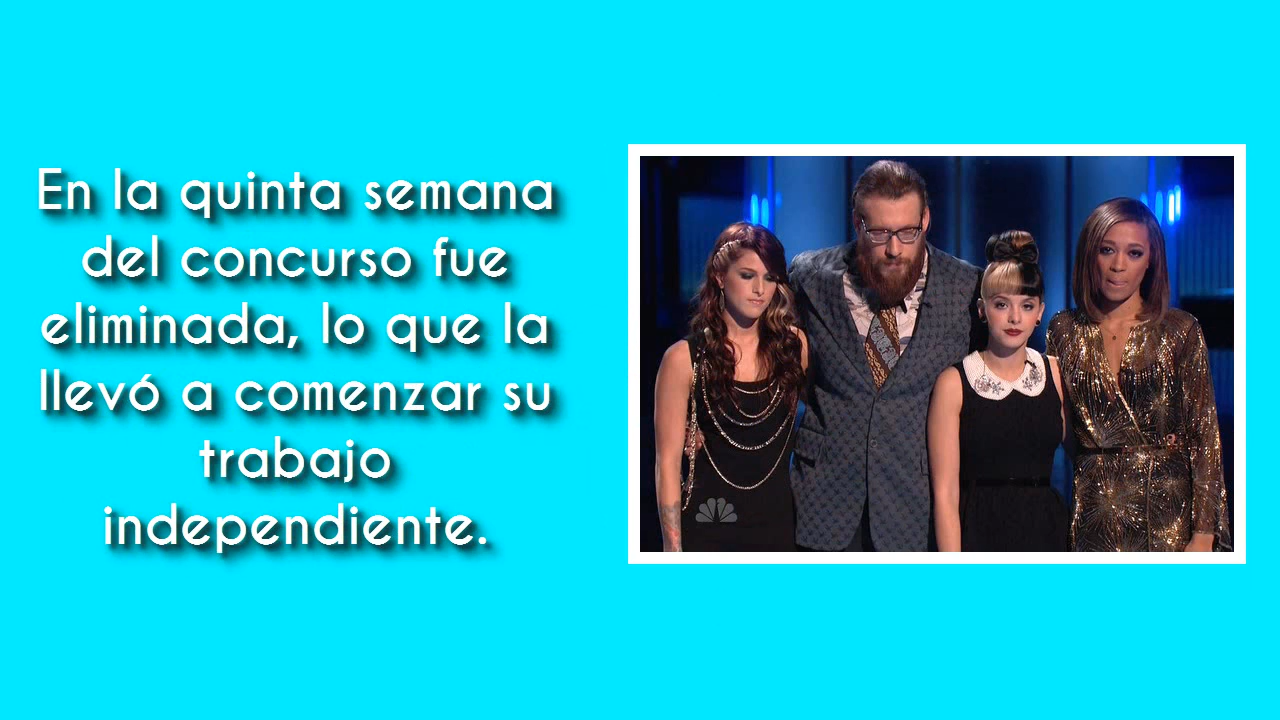 En la quinta semana
del concurso fue
eliminada, lo que la
llevó a comenzar su
trabajo
independiente.